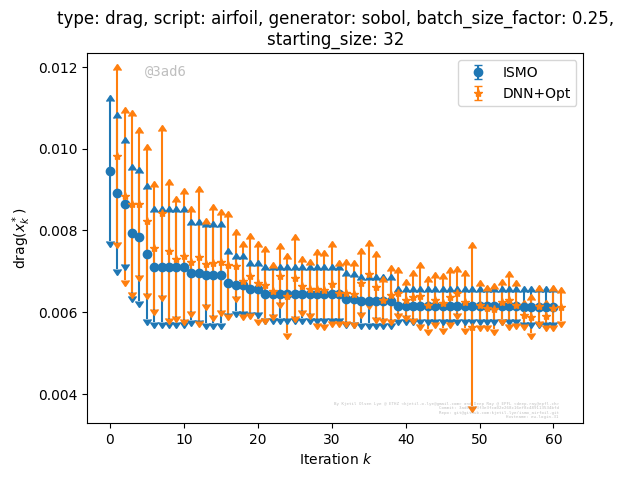 type: drag, script: airfoil, generator: sobol, batch_size_factor: 0.25,
starting_size: 32
@3ad6
ISMO
DNN+Opt
drag(x*k)
0.012
0.010
0.008
0.006
0.004
0 10 20 30 40 50 60
Iteration k